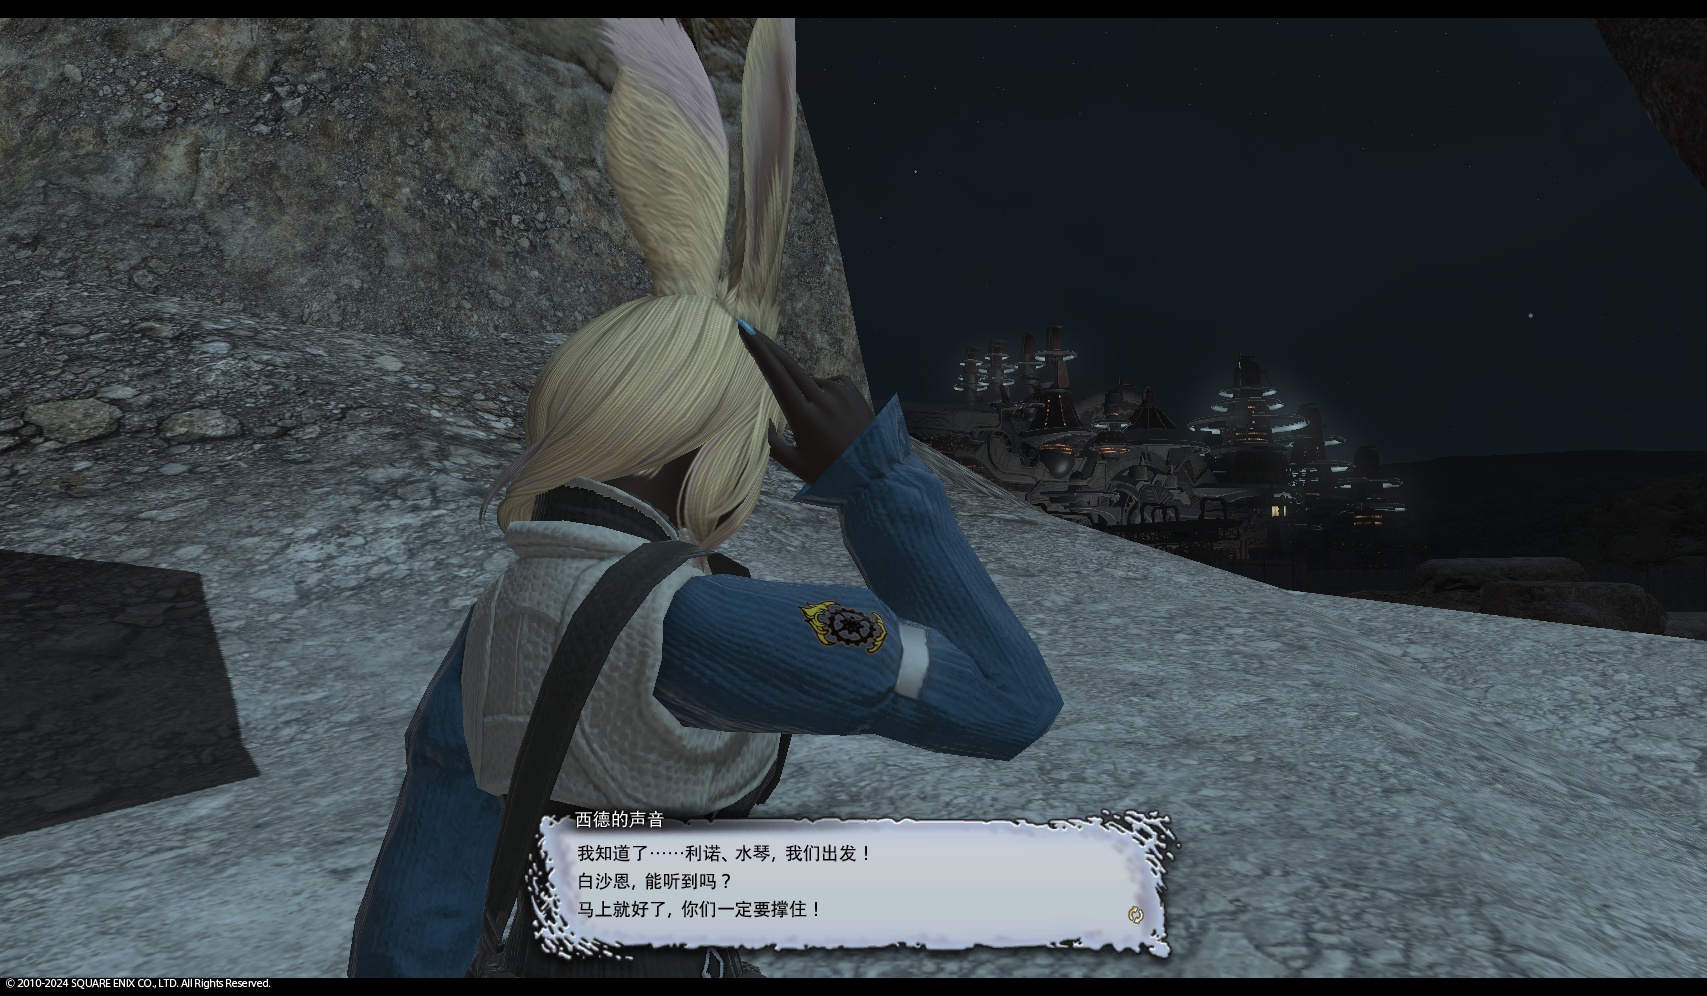 西德的声音
我知道了……利诺、水琴，我们出发！
白沙恩，能听到吗？
马上就好了，你们一定要撑住！
© 2010-2024 SQUARE ENIX CO., LTD. All Rights Reserved.